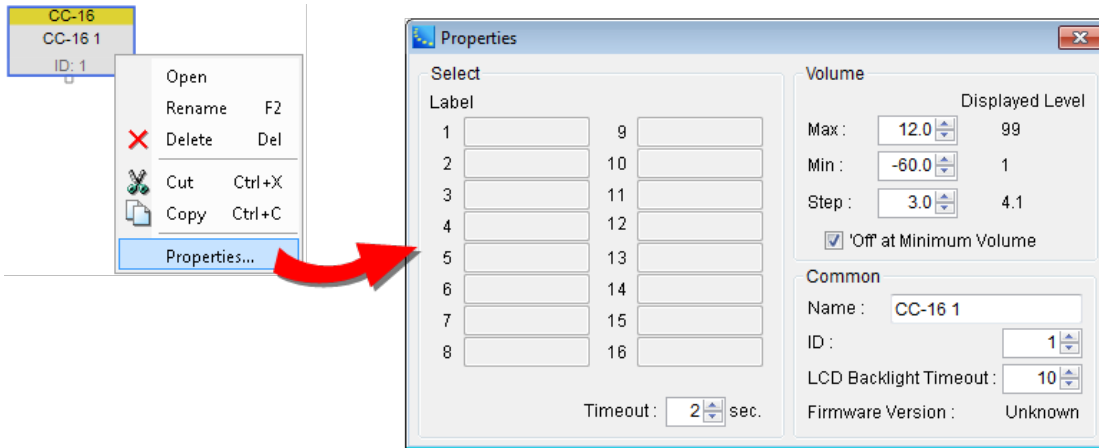 CC-16
CC-16 1
ID: 1
Open
Rename F2
Delete Del
Cut Ctrl+X
Copy Ctrl+C
Properties...
Properties
Select
Label
1 9
2 10
3 11
4 12
5 13
6 14
7 15
8 16
Timeout : 2 sec.
Volume
Displayed Level
Max : 12.0 99
Min : -60.0 1
Step : 3.0 4.1
'Off' at Minimum Volume
Common
Name : CC-16 1
ID : 1
LCD Backlight Timeout : 10
Firmware Version : Unknown